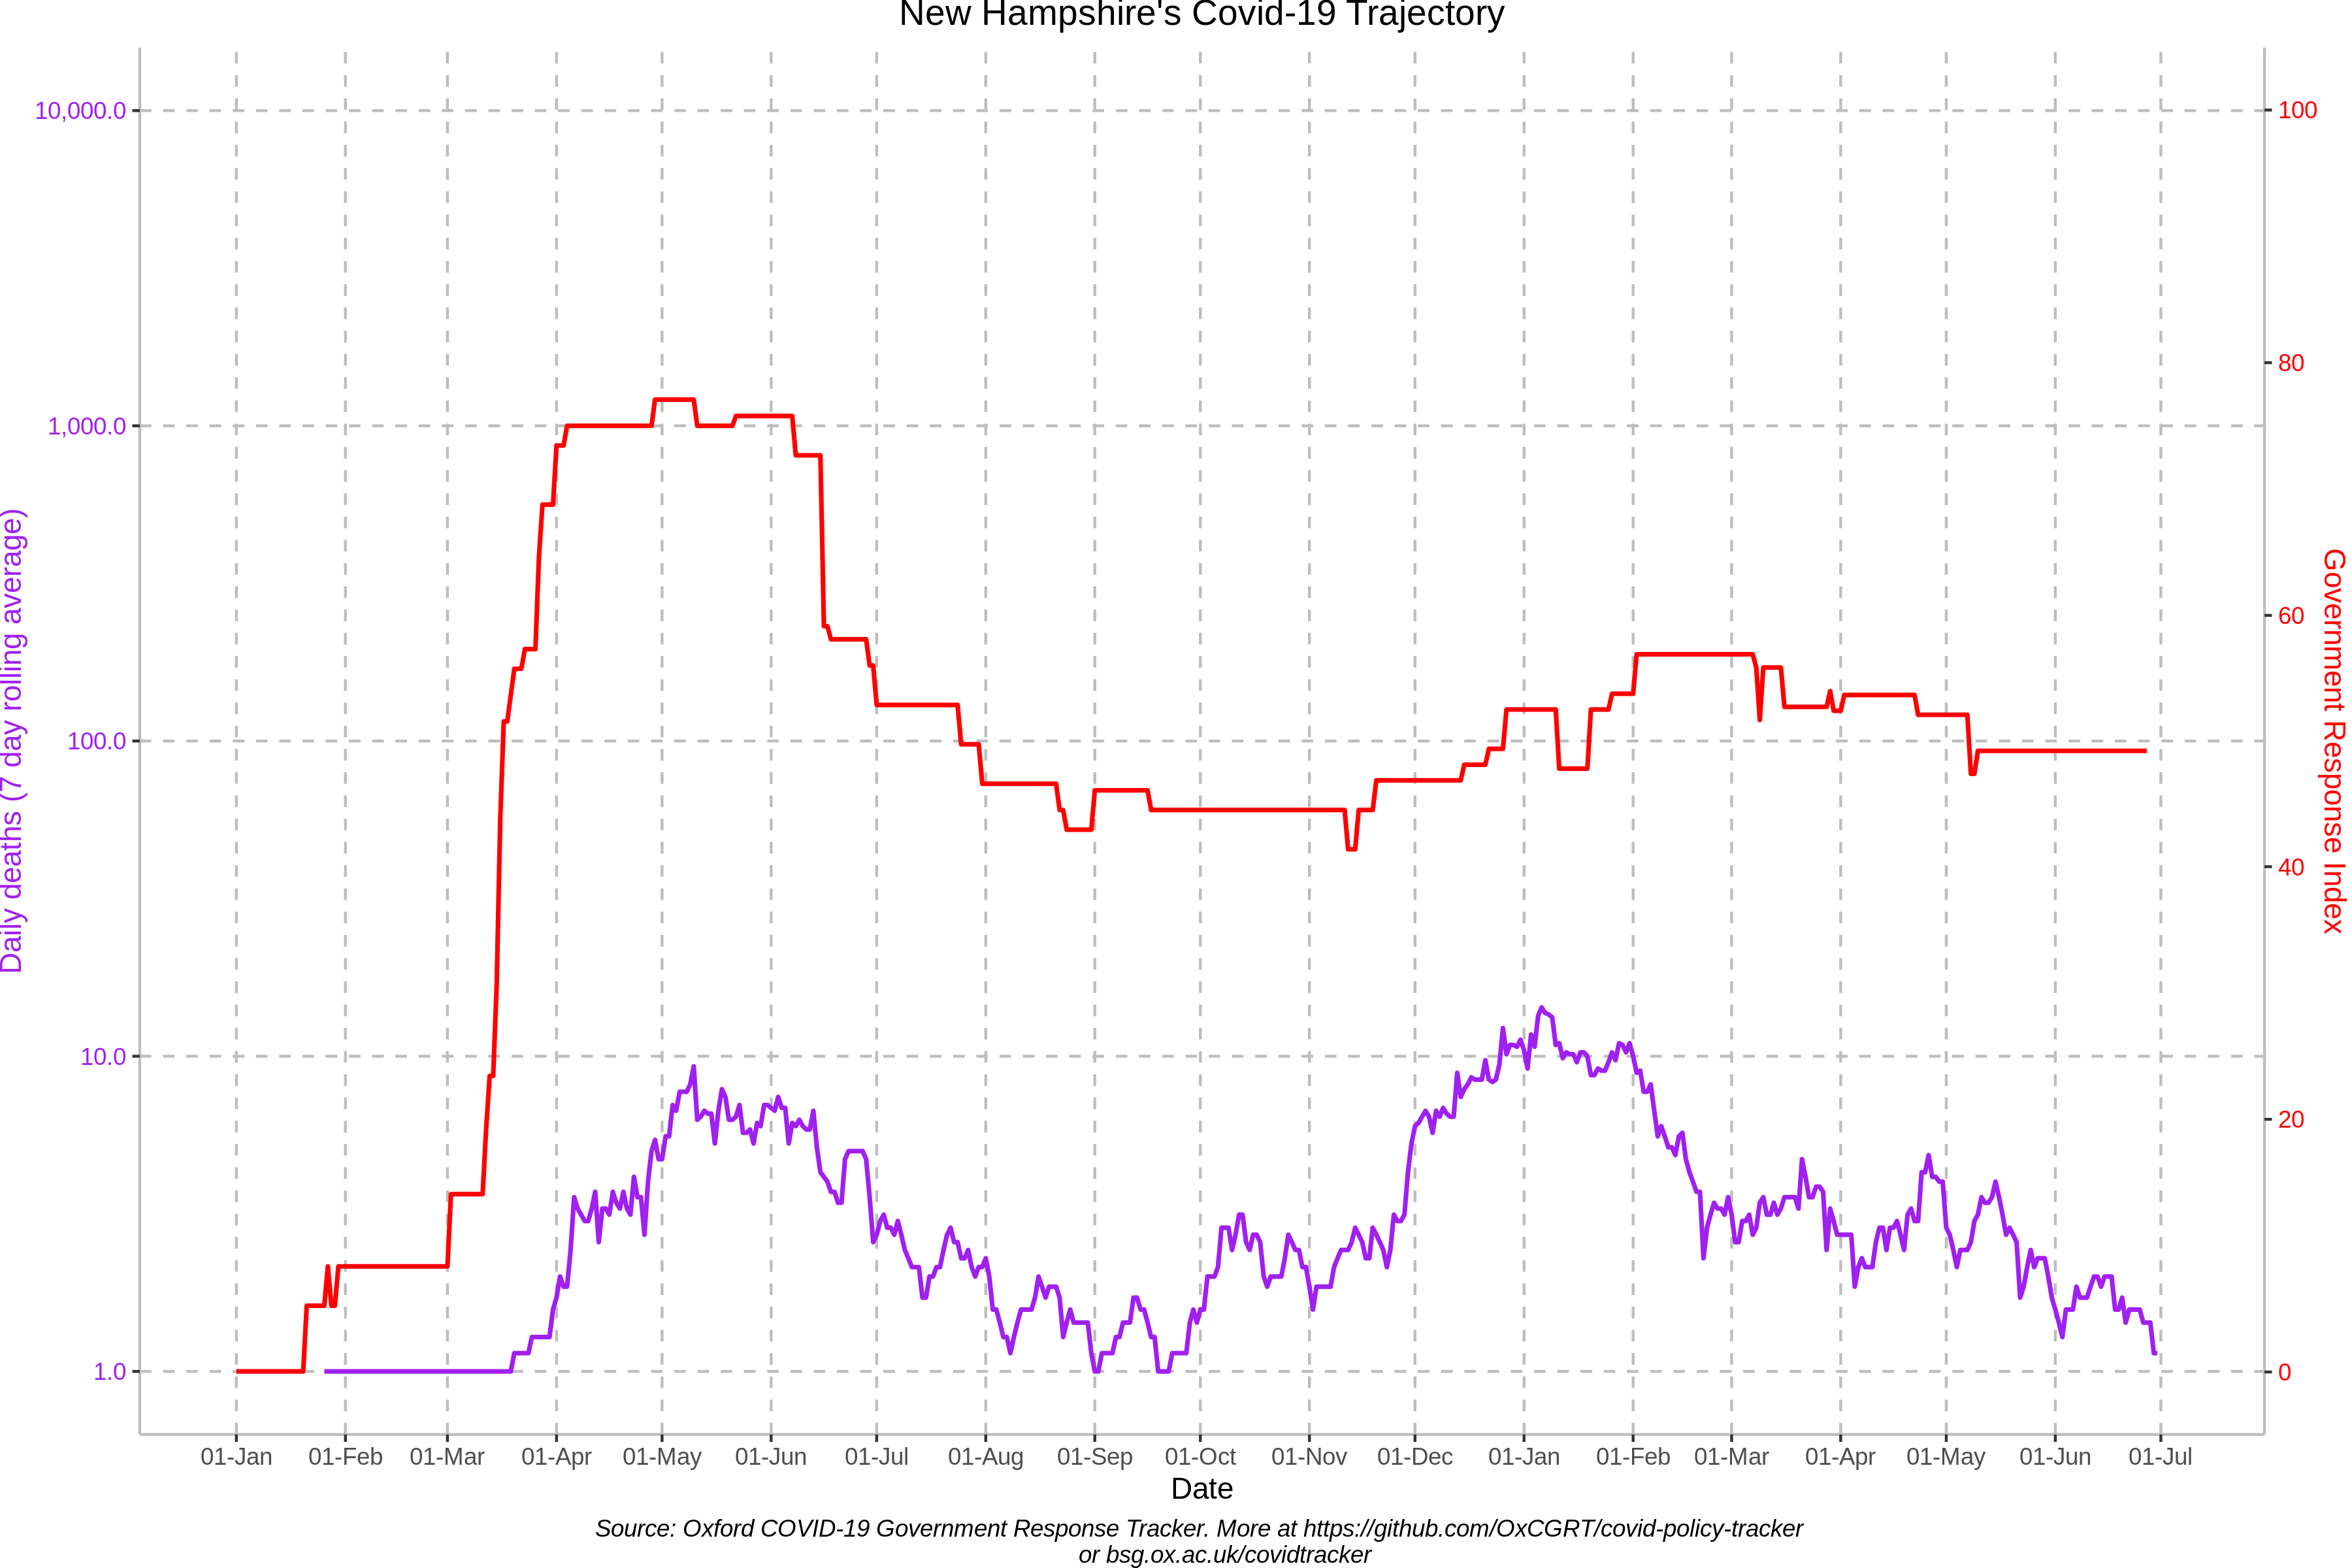 New Hampshire's Covid-19 Trajectory
10,000.0
1,000.0
100.0
10.0
1.0
Daily deaths (7 day rolling average)
100
80
60
40
20
0
Government Response Index
01-Jan 01-Feb 01-Mar 01-Apr 01-May 01-Jun 01-Jul 01-Aug 01-Sep 01-Oct 01-Nov 01-Dec 01-Jan 01-Feb 01-Mar 01-Apr 01-May 01-Jun 01-Jul
Date
Source: Oxford COVID-19 Government Response Tracker. More at https://github.com/OxCGRT/covid-policy-tracker
or bsg.ox.ac.uk/covidtracker